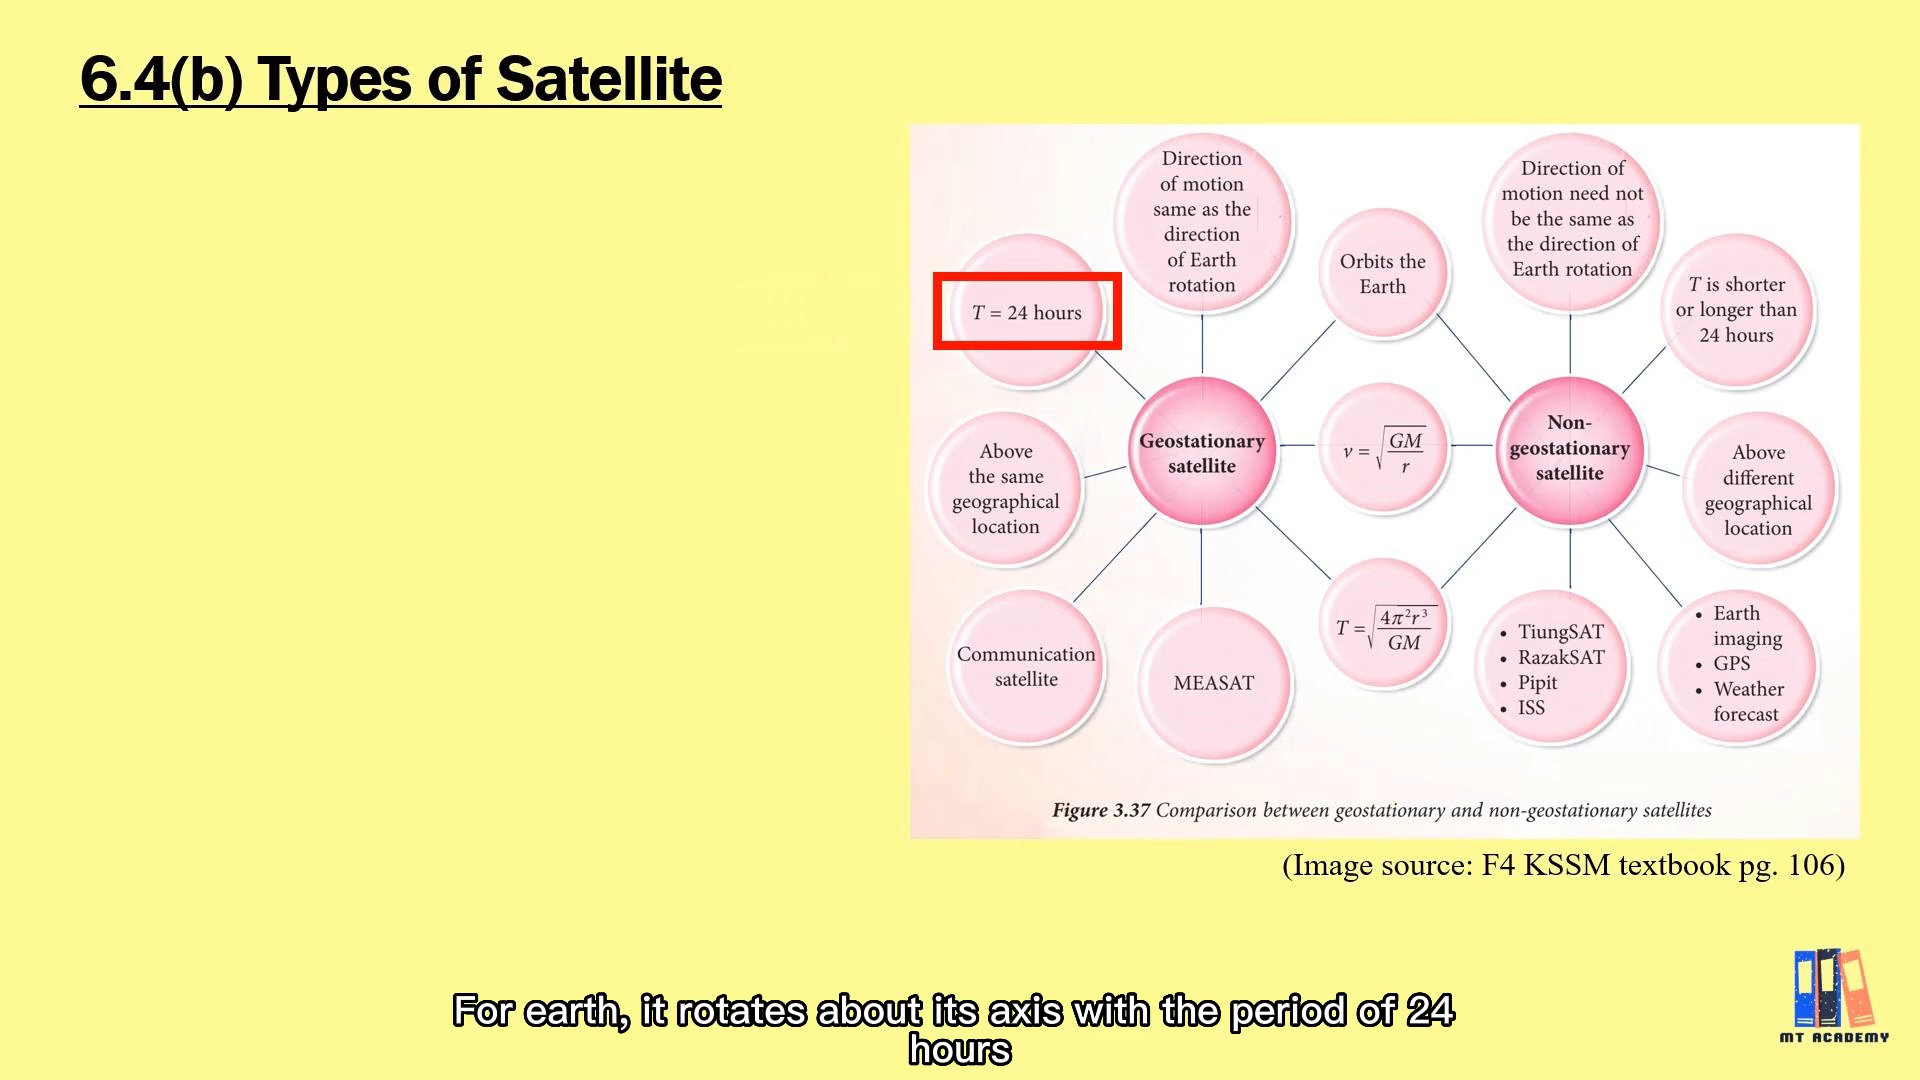 6.4(b) Types of Satellite
Direction
of motion
same as the
direction
of Earth
rotation
Direction of
motion need not
be the same as
the direction of
Earth rotation
Orbits the
Earth
T = 24 hours
T is shorter
or longer than
24 hours
Geostationary
satellite
v = √(GM/r)
Non-
geostationary
satellite
Above
the same
geographical
location
Above
different
geographical
location
Communication
satellite
MEASAT
T = √(4π²r³/GM)
• TiungSAT
• RazakSAT
• Pipit
• ISS
• Earth
imaging
• GPS
• Weather
forecast
Figure 3.37 Comparison between geostationary and non-geostationary satellites
(Image source: F4 KSSM textbook pg. 106)
For earth, it rotates about its axis with the period of 24
hours
MT ACADEMY